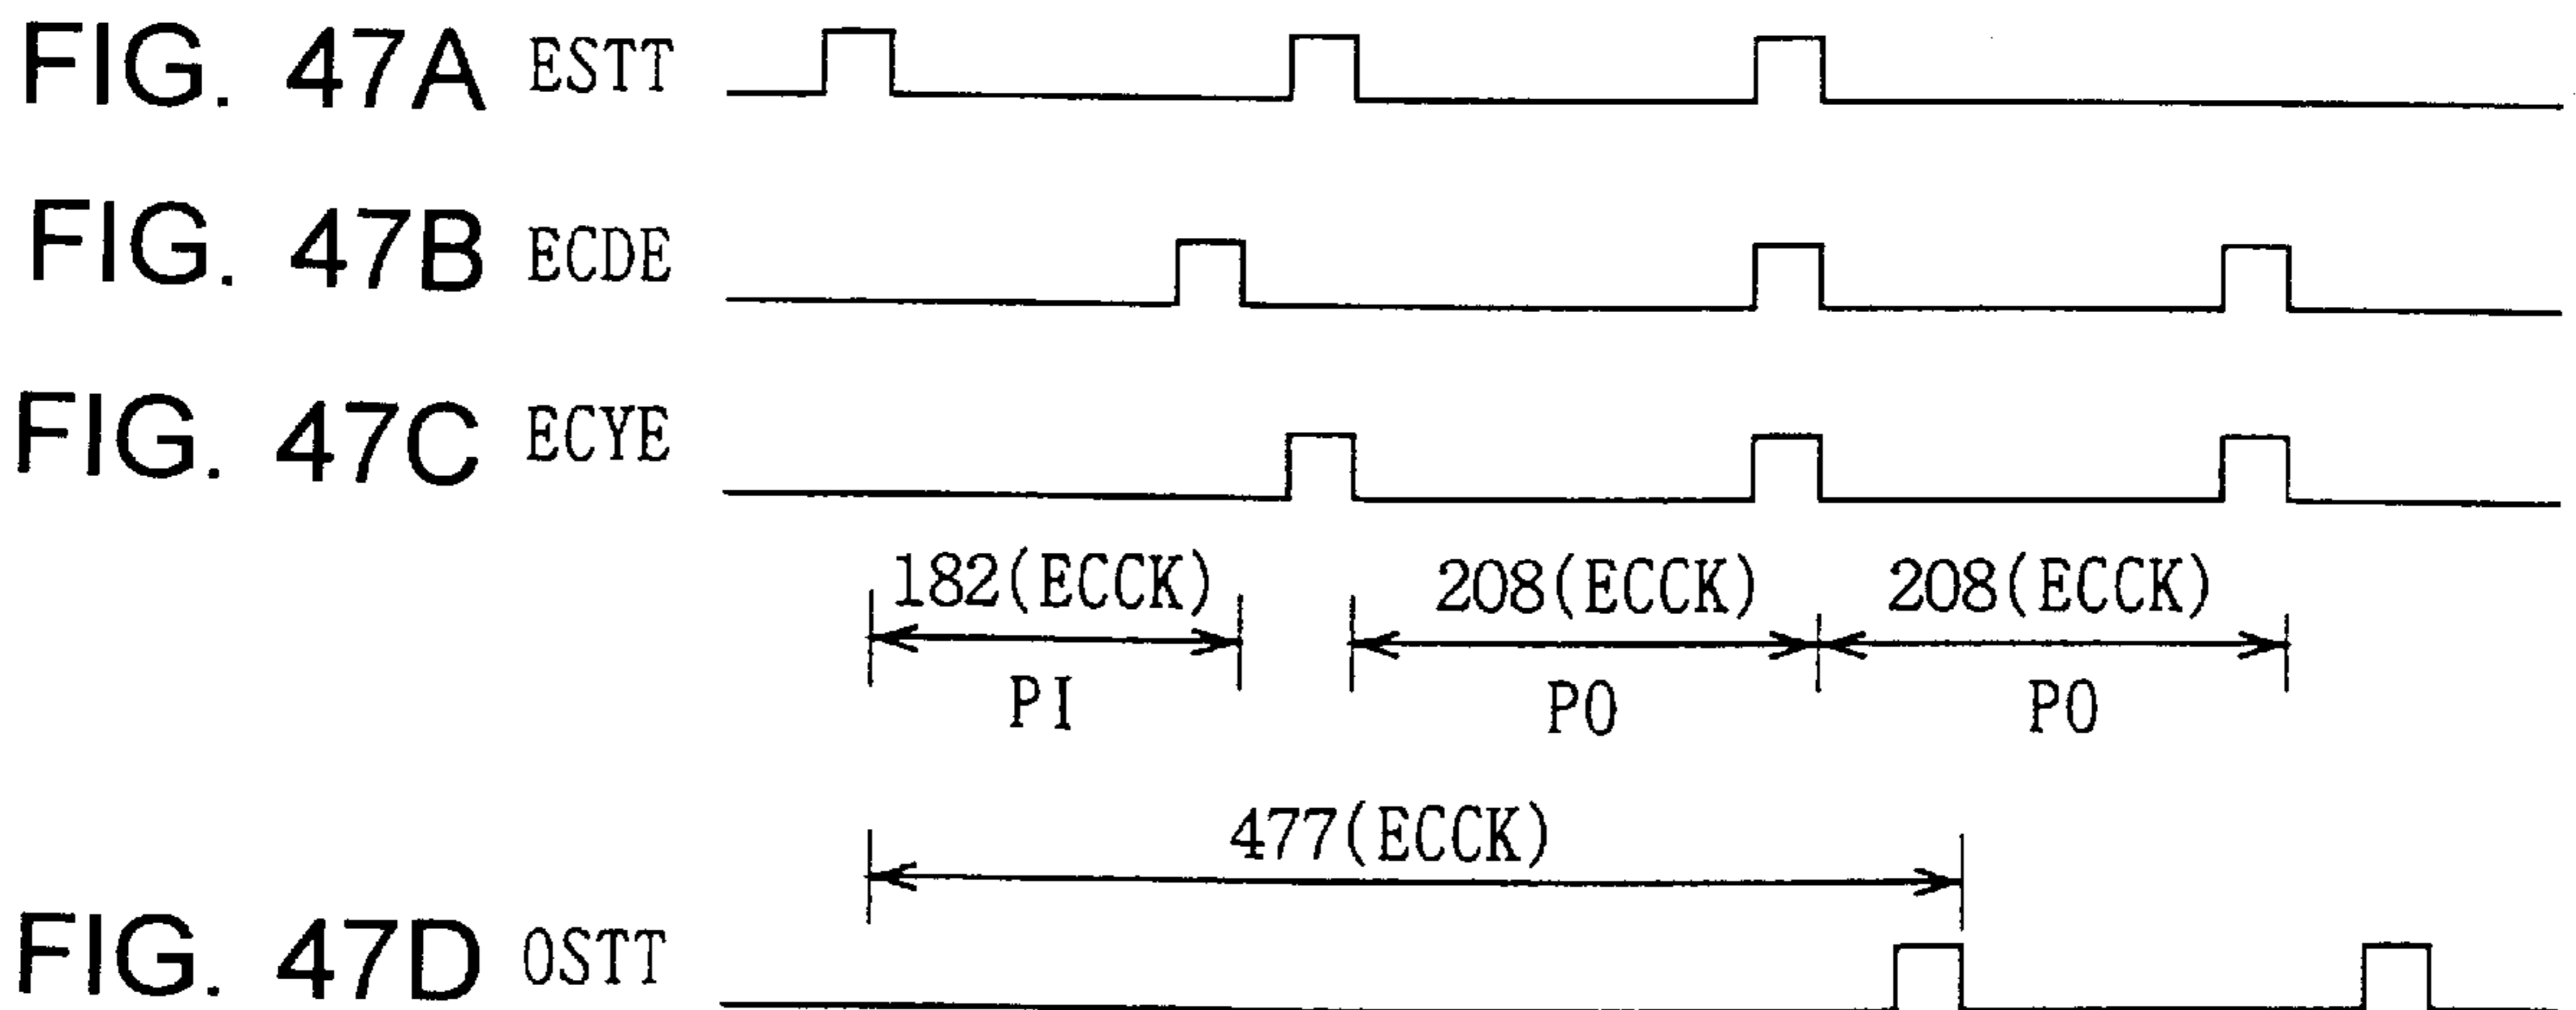 FIG. 47A ESTT
FIG. 47B ECDE
FIG. 47C ECYE
182(ECCK) 208(ECCK) 208(ECCK)
PI PO PO
477(ECCK)
FIG. 47D OSTT